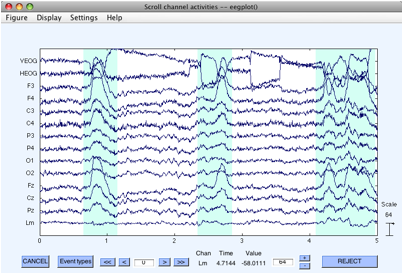 Scroll channel activities -- eegplot()
Figure Display Settings Help
YEOG
HEOG
F3
F4
C3
C4
P3
P4
O1
O2
Fz
Cz
Pz
Lm
Scale
64
0 1 2 3 4 5
Chan Time Value
CANCEL Event types << < 0 > >> Lm 4.7144 -58.0111 64 + - REJECT